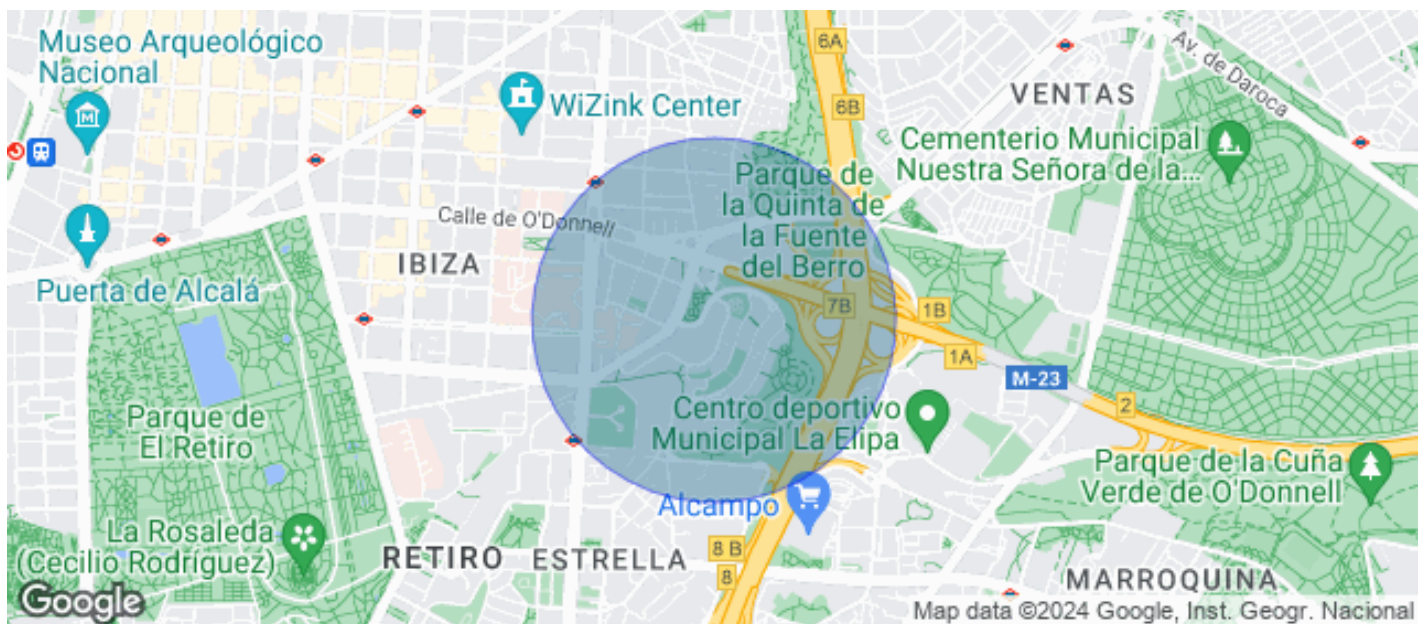 Museo Arqueológico
Nacional
WiZink Center
6A
6B
VENTAS
Av. de Daroca
Cementerio Municipal
Nuestra Señora de la...
Parque de
la Quinta de
la Fuente
del Berro
Calle de O'Donnell
IBIZA
Puerta de Alcalá
7B
1B
1A
M-23
2
Parque de
El Retiro
Centro deportivo
Municipal La Elipa
Parque de la Cuña
Verde de O'Donnell
Alcampo
La Rosaleda
(Cecilio Rodríguez)
RETIRO
ESTRELLA
8 B
8
MARROQUINA
Google
Map data ©2024 Google, Inst. Geogr. Nacional